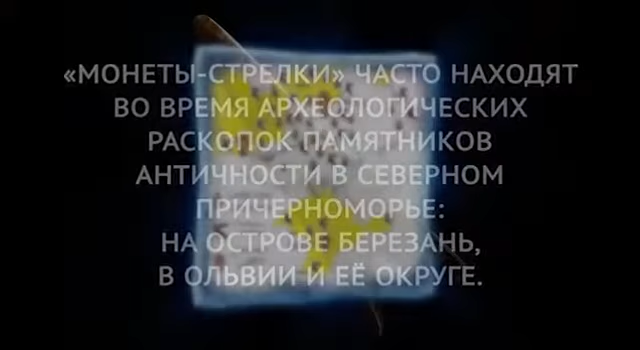 «МОНЕТЫ-СТРЕЛКИ» ЧАСТО НАХОДЯТ
ВО ВРЕМЯ АРХЕОЛОГИЧЕСКИХ
РАСКОПОК ПАМЯТНИКОВ
АНТИЧНОСТИ В СЕВЕРНОМ
ПРИЧЕРНОМОРЬЕ:
НА ОСТРОВЕ БЕРЕЗАНЬ,
В ОЛЬВИИ И ЕЁ ОКРУГЕ.